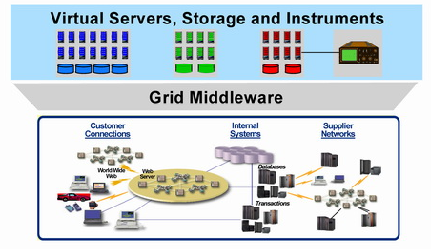 Virtual Servers, Storage and Instruments
Grid Middleware
Customer
Connections
Internal
Systems
Supplier
Networks
WorldWide
Web
Web
Server
Databases
Transactions